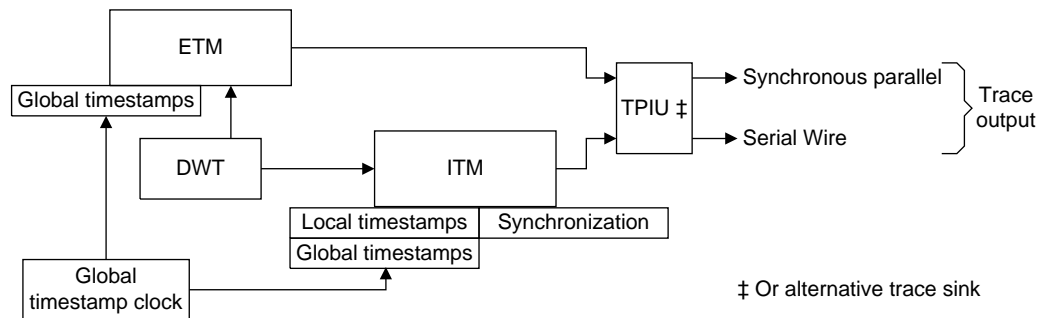 ETM
Global timestamps
TPIU ‡
Synchronous parallel
Serial Wire
Trace
output
DWT
ITM
Local timestamps
Synchronization
Global timestamps
Global
timestamp clock
‡ Or alternative trace sink